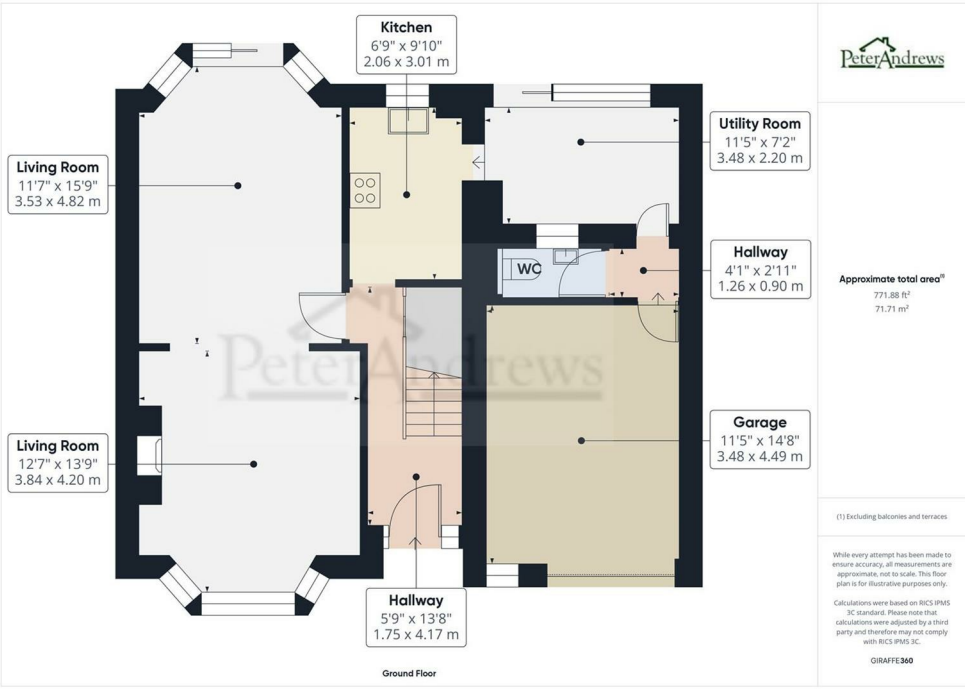 Kitchen
6'9" x 9'10"
2.06 x 3.01 m
PeterAndrews
Living Room
11'7" x 15'9"
3.53 x 4.82 m
Utility Room
11'5" x 7'2"
3.48 x 2.20 m
WC
Hallway
4'1" x 2'11"
1.26 x 0.90 m
Approximate total area(1)
771.88 ft²
71.71 m²
PeterAndrews
Living Room
12'7" x 13'9"
3.84 x 4.20 m
Garage
11'5" x 14'8"
3.48 x 4.49 m
Hallway
5'9" x 13'8"
1.75 x 4.17 m
Ground Floor
(1) Excluding balconies and terraces
While every attempt has been made to
ensure accuracy, all measurements are
approximate, not to scale. This floor
plan is for illustrative purposes only.
Calculations were based on RICS IPMS
3C standard. Please note that
calculations were adjusted by a third
party and therefore may not comply
with RICS IPMS 3C.
GIRAFFE360